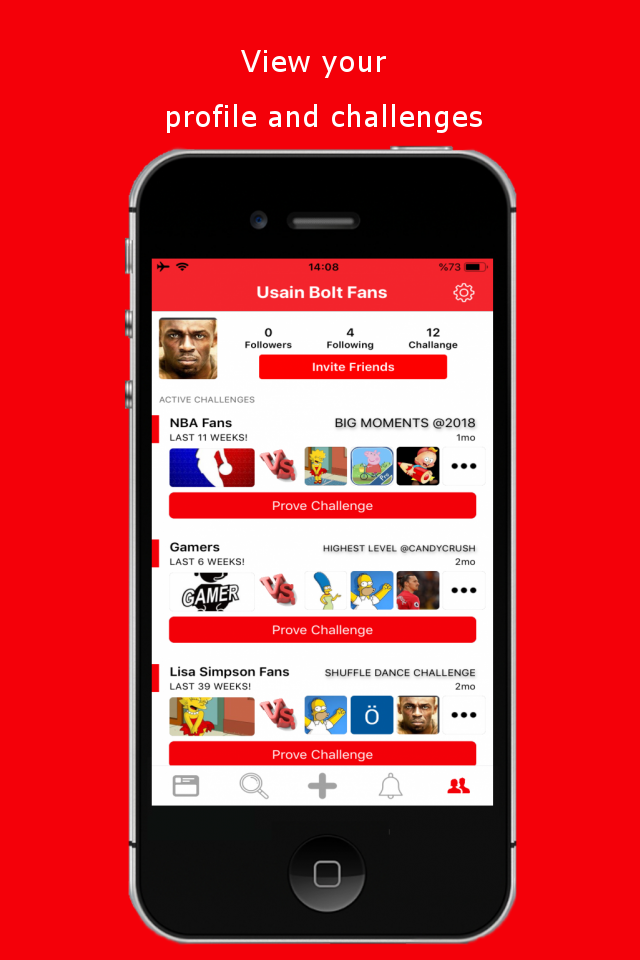 View your
profile and challenges
14:08
%73
Usain Bolt Fans
0 4 12
Followers Following Challange
Invite Friends
ACTIVE CHALLENGES
NBA Fans BIG MOMENTS @2018
LAST 11 WEEKS! 1mo
VS
Prove Challenge
Gamers HIGHEST LEVEL @CANDYCRUSH
LAST 6 WEEKS! 2mo
GAMER VS
Prove Challenge
Lisa Simpson Fans SHUFFLE DANCE CHALLENGE
LAST 39 WEEKS! 2mo
VS Ö
Prove Challenge